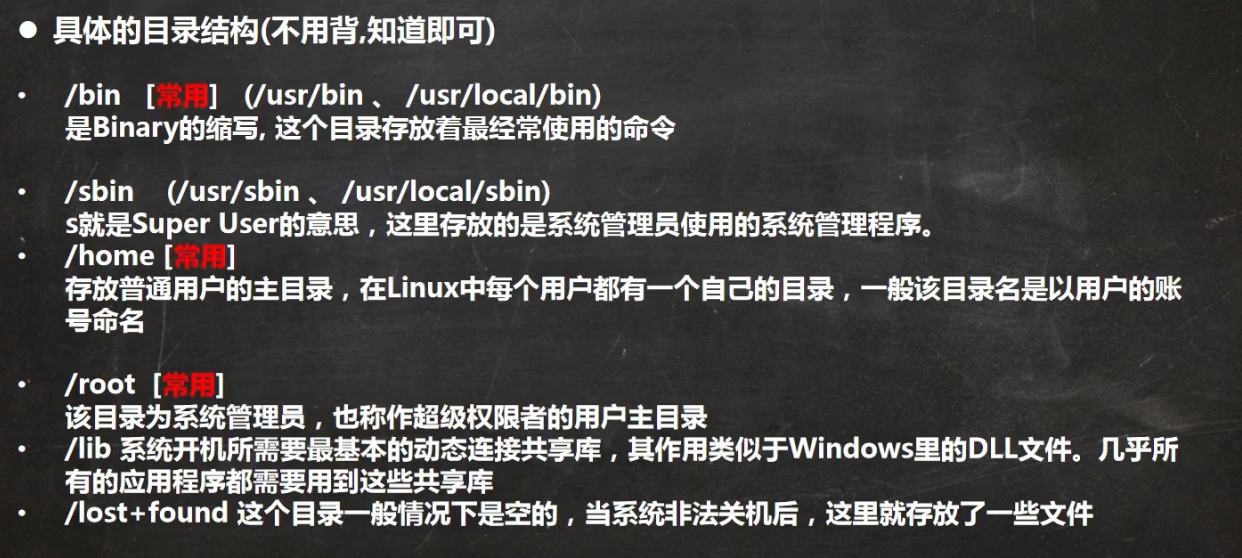 ● 具体的目录结构(不用背,知道即可)
• /bin [常用] (/usr/bin 、 /usr/local/bin)
是Binary的缩写, 这个目录存放着最经常使用的命令
• /sbin (/usr/sbin 、 /usr/local/sbin)
s就是Super User的意思，这里存放的是系统管理员使用的系统管理程序。
• /home [常用]
存放普通用户的主目录，在Linux中每个用户都有一个自己的目录，一般该目录名是以用户的账
号命名
• /root [常用]
该目录为系统管理员，也称作超级权限者的用户主目录
• /lib 系统开机所需要最基本的动态连接共享库，其作用类似于Windows里的DLL文件。几乎所
有的应用程序都需要用到这些共享库
• /lost+found 这个目录一般情况下是空的，当系统非法关机后，这里就存放了一些文件